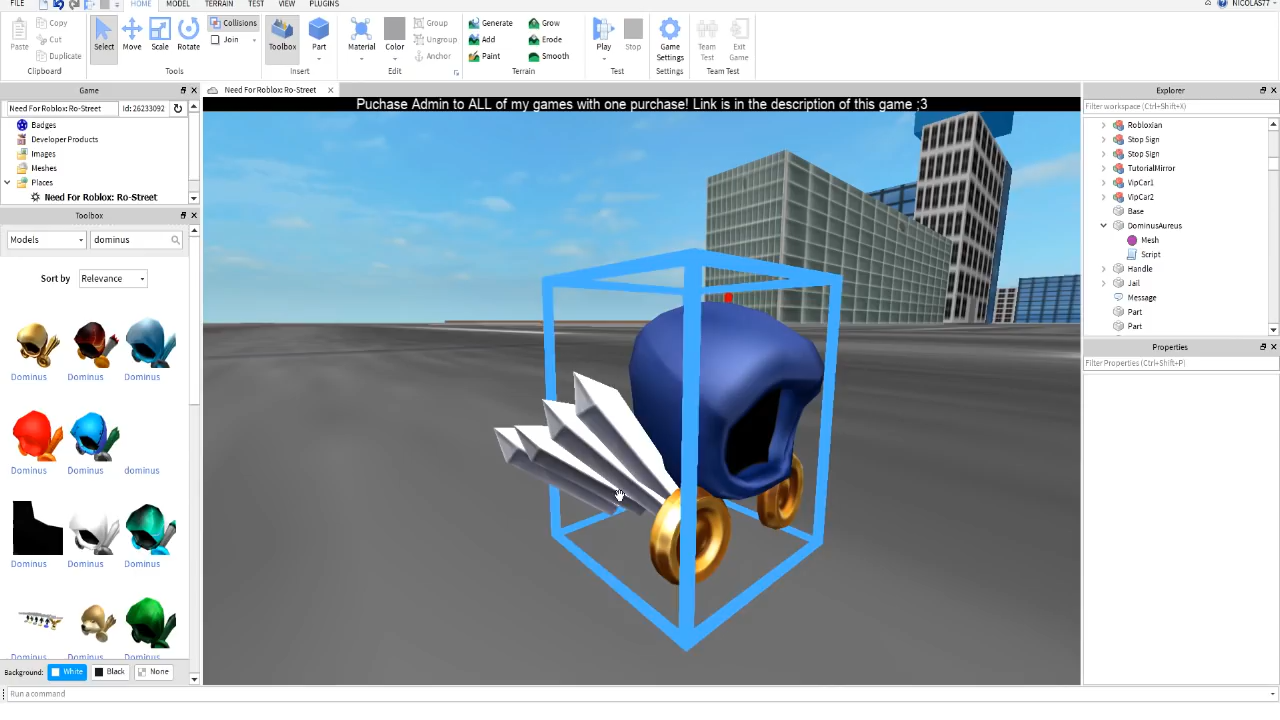 FILE HOME MODEL TERRAIN TEST VIEW PLUGINS NICOLAS77
Paste Copy Cut Duplicate Clipboard
Select Move Scale Rotate Collisions Join Tools
Toolbox Part Insert
Material Color Group Ungroup Anchor Edit
Generate Add Paint Grow Erode Smooth Terrain
Play Stop Test
Game Settings Settings
Team Test Exit Game Team Test
Game
Need For Roblox: Ro-Street Id: 26233092
Badges
Developer Products
Images
Meshes
Places
Need For Roblox: Ro-Street
Toolbox
Models dominus
Sort by Relevance
Dominus Dominus Dominus
Dominus Dominus dominus
Dominus Dominus Dominus
Dominus Dominus Dominus
Background: White Black None
Run a command
Need For Roblox: Ro-Street
Puchase Admin to ALL of my games with one purchase! Link is in the description of this game ;3
Explorer
Filter workspace (Ctrl+Shift+X)
Robloxian
Stop Sign
Stop Sign
TutorialMirror
VipCar1
VipCar2
Base
DominusAureus
Mesh
Script
Handle
Jail
Message
Part
Part
Properties
Filter Properties (Ctrl+Shift+P)